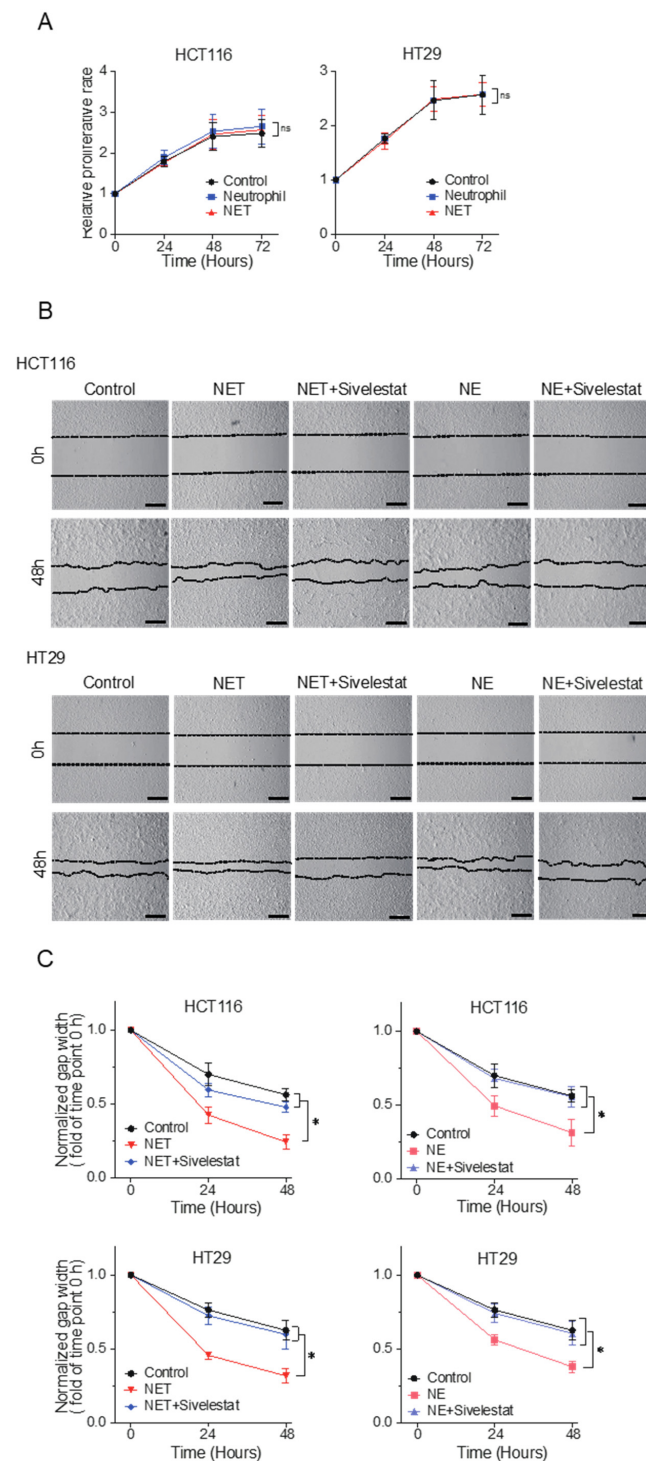 A
HCT116
HT29
Relative proliferative rate
4
3
2
1
0
ns
Control
Neutrophil
NET
0 24 48 72
Time (Hours)
3
2
1
0
ns
Control
Neutrophil
NET
0 24 48 72
Time (Hours)
B
HCT116
Control NET NET+Sivelestat NE NE+Sivelestat
0h
48h
HT29
Control NET NET+Sivelestat NE NE+Sivelestat
0h
48h
C
HCT116
Normalized gap width
( fold of time point 0 h)
1.0
0.5
0.0
*
Control
NET
NET+Sivelestat
0 24 48
Time (Hours)
HCT116
1.0
0.5
0.0
*
Control
NE
NE+Sivelestat
0 24 48
Time (Hours)
HT29
Normalized gap width
( fold of time point 0 h)
1.0
0.5
0.0
*
Control
NET
NET+Sivelestat
0 24 48
Time (Hours)
HT29
1.0
0.5
0.0
*
Control
NE
NE+Sivelestat
0 24 48
Time (Hours)